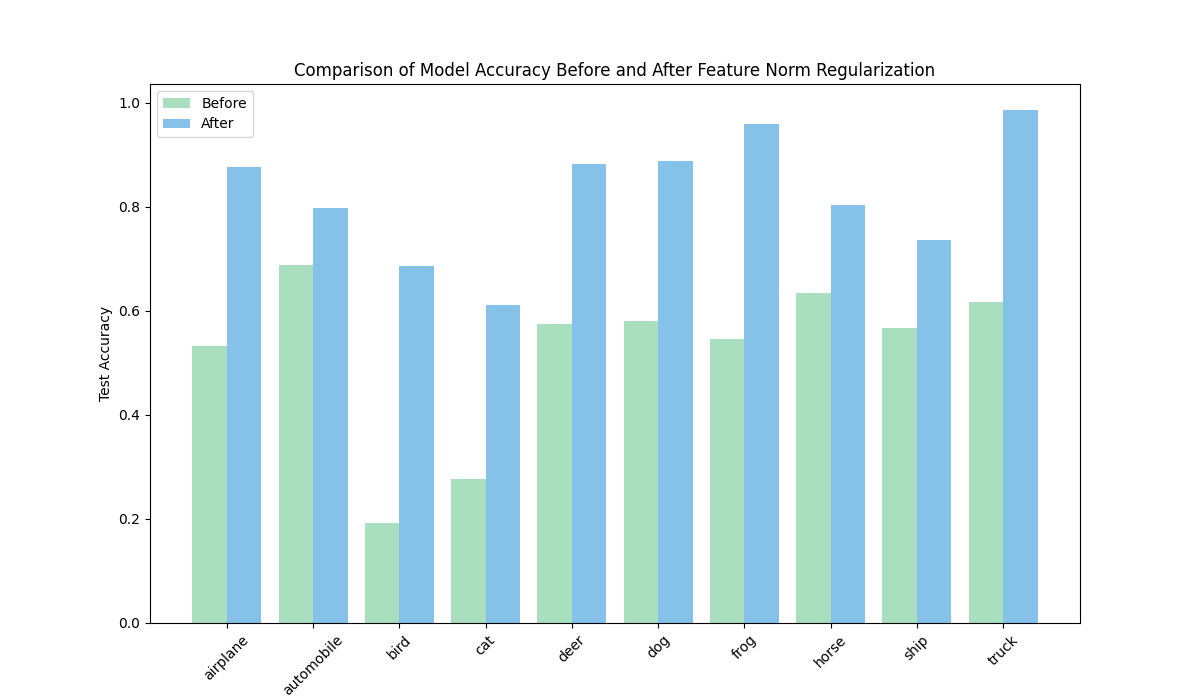 Comparison of Model Accuracy Before and After Feature Norm Regularization
Before
After
Test Accuracy
1.0
0.8
0.6
0.4
0.2
0.0
airplane
automobile
bird
cat
deer
dog
frog
horse
ship
truck